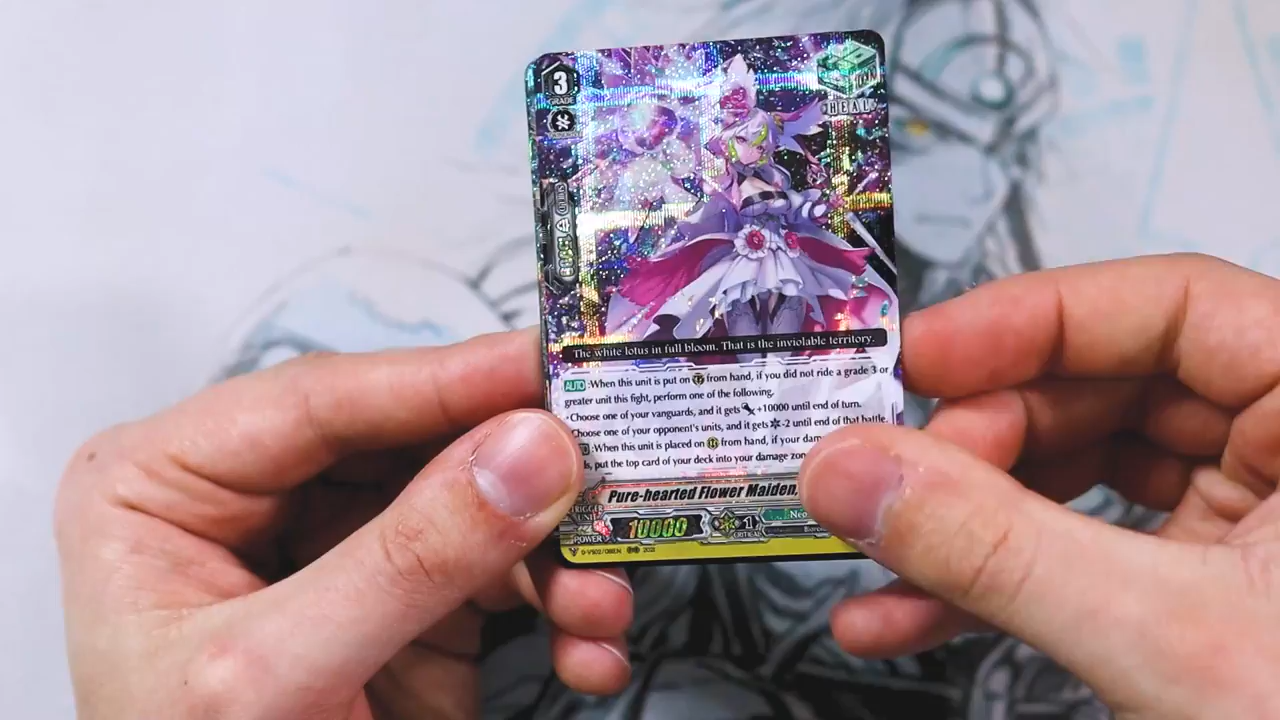 3
GRADE
HEAL
The white lotus in full bloom. That is the inviolable territory.
AUTO :When this unit is put on from hand, if you did not ride a grade 3 or
greater unit this fight, perform one of the following.
·Choose one of your vanguards, and it gets +10000 until end of turn.
Choose one of your opponent's units, and it gets -2 until end of that battle.
:When this unit is placed on from hand, if your
put the top card of your deck into your damage
Pure-hearted Flower Maiden,
TRIGGER
UNIT
POWER 10000 CRITICAL 1 Neo
2021